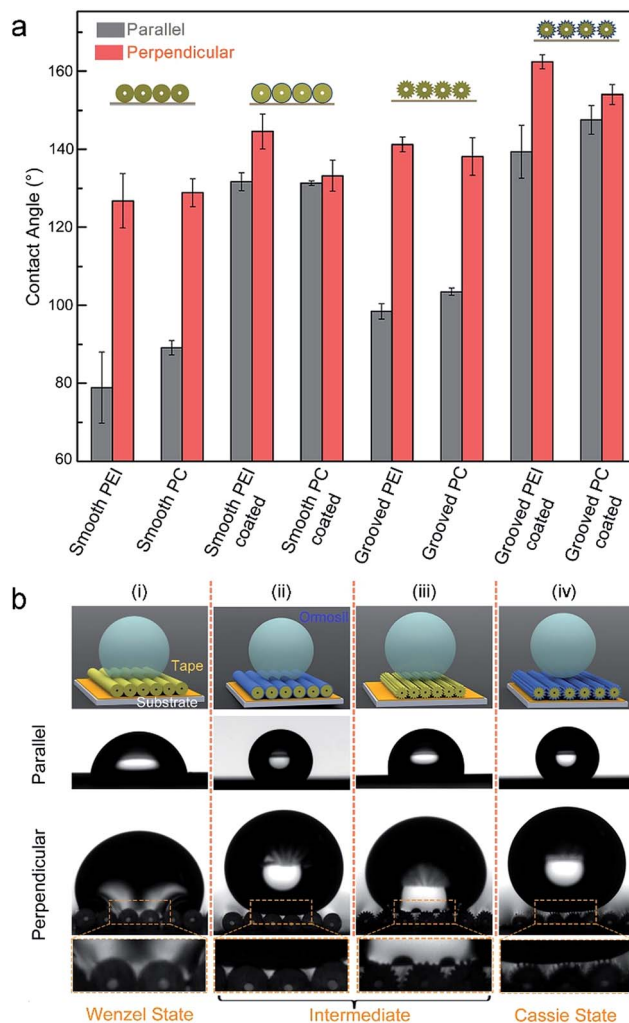 a
Parallel
Perpendicular
160
140
120
100
80
60
Contact Angle (°)
Smooth PEI
Smooth PC
Smooth PEI
coated
Smooth PC
coated
Grooved PEI
Grooved PC
Grooved PEI
coated
Grooved PC
coated
b
(i)
(ii)
(iii)
(iv)
Ormosil
Tape
Substrate
Parallel
Perpendicular
Wenzel State
Intermediate
Cassie State